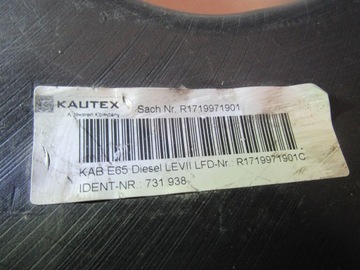 KAUTEX
A Textron Company
Sach Nr. R1719971901
KAB E65 Diesel LEVII LFD-Nr.: R1719971901C
IDENT-NR.: 731 938